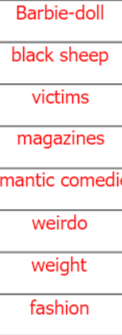 Barbie-doll
black sheep
victims
magazines
mantic comedi
weirdo
weight
fashion